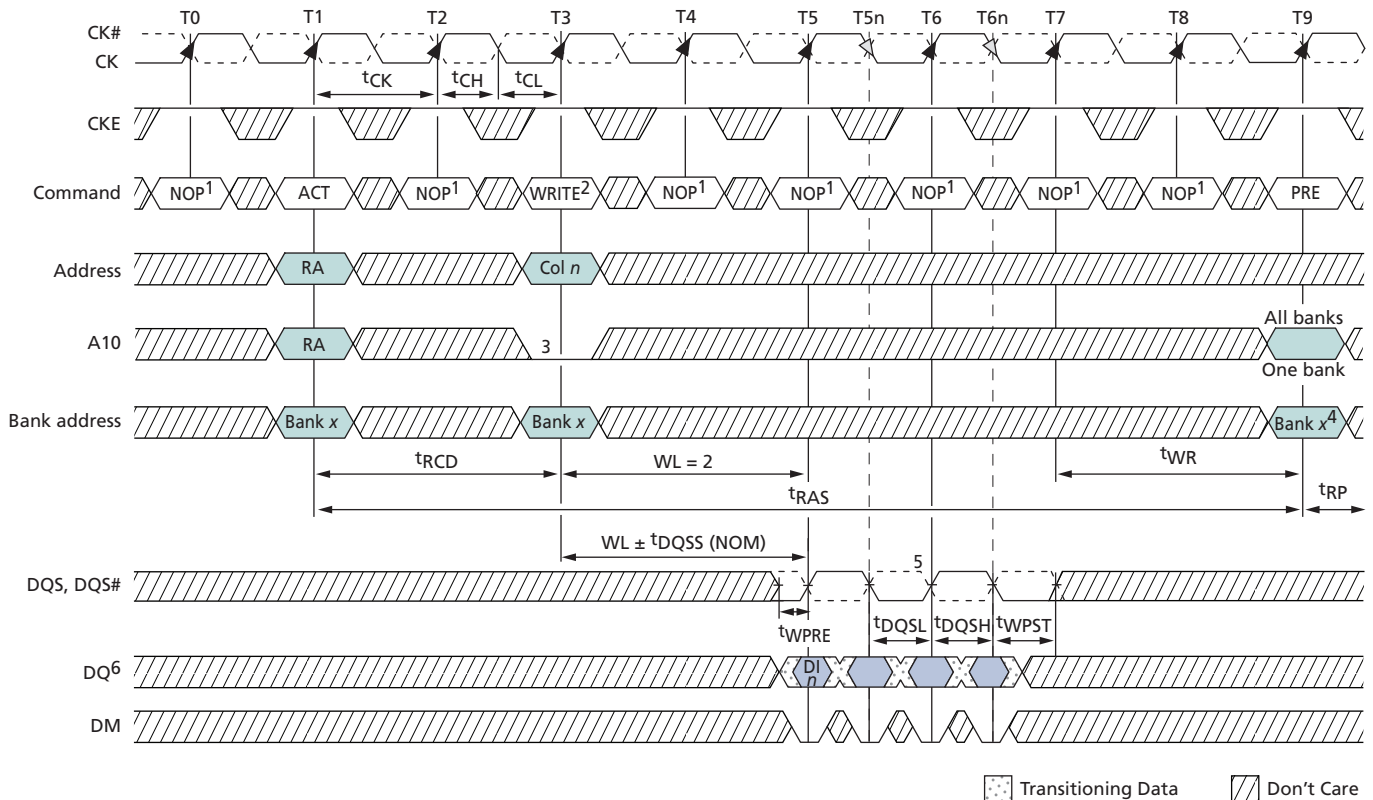 T0 T1 T2 T3 T4 T5 T5n T6 T6n T7 T8 T9
CK#
CK
tCK tCH tCL
CKE
Command NOP1 ACT NOP1 WRITE2 NOP1 NOP1 NOP1 NOP1 NOP1 PRE
Address RA Col n
All banks
A10 RA 3
One bank
Bank address Bank x Bank x Bank x4
tRCD WL = 2 tWR
tRAS tRP
WL ± tDQSS (NOM)
5
DQS, DQS#
tWPRE tDQSL tDQSH tWPST
DQ6 DI
n
DM
Transitioning Data Don't Care